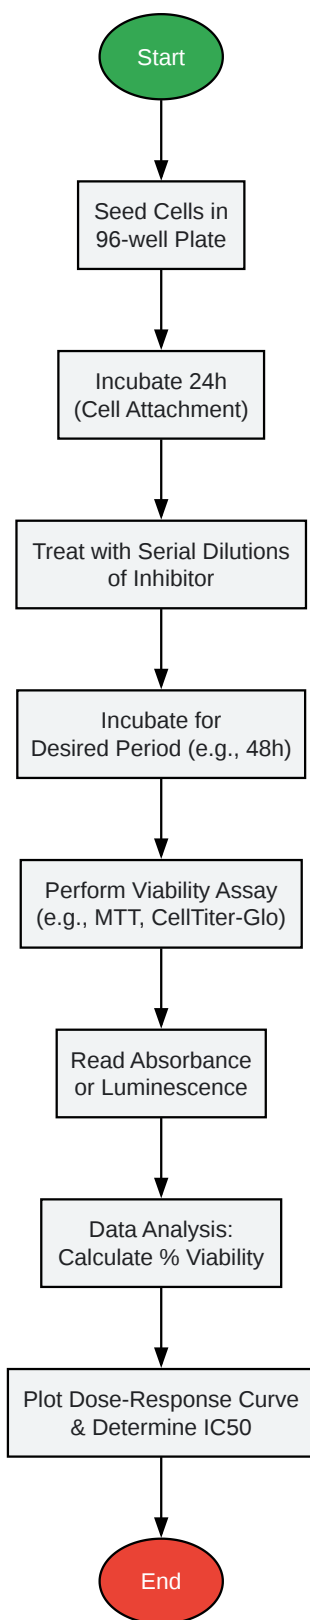 Start
Seed Cells in
96-well Plate
Incubate 24h
(Cell Attachment)
Treat with Serial Dilutions
of Inhibitor
Incubate for
Desired Period (e.g., 48h)
Perform Viability Assay
(e.g., MTT, CellTiter-Glo)
Read Absorbance
or Luminescence
Data Analysis:
Calculate % Viability
Plot Dose-Response Curve
& Determine IC50
End